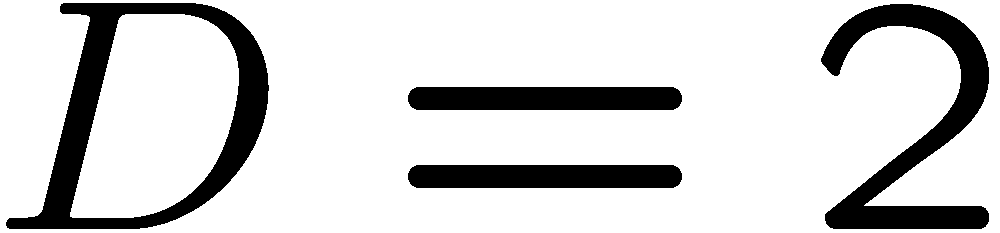 D = 2